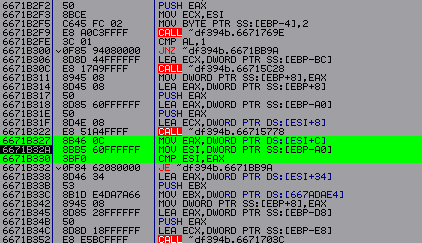 6671B2F2 50 PUSH EAX
6671B2F3 8BCE MOV ECX,ESI
6671B2F5 C645 FC 02 MOV BYTE PTR SS:[EBP-4],2
6671B2F9 E8 A0C3FFFF CALL ~df394b.6671769E
6671B2FE 3C 01 CMP AL,1
6671B300 0F85 94080000 JNZ ~df394b.6671BB9A
6671B306 8D8D 44FFFFFF LEA ECX,DWORD PTR SS:[EBP-BC]
6671B30C E8 17A9FFFF CALL ~df394b.66715C28
6671B311 8945 08 MOV DWORD PTR SS:[EBP+8],EAX
6671B314 8D45 08 LEA EAX,DWORD PTR SS:[EBP+8]
6671B317 50 PUSH EAX
6671B318 8D85 60FFFFFF LEA EAX,DWORD PTR SS:[EBP-A0]
6671B31E 50 PUSH EAX
6671B31F 8D4E 08 LEA ECX,DWORD PTR DS:[ESI+8]
6671B322 E8 51A4FFFF CALL ~df394b.66715778
6671B327 8B46 0C MOV EAX,DWORD PTR DS:[ESI+C]
6671B32A 8BB5 60FFFFFF MOV ESI,DWORD PTR SS:[EBP-A0]
6671B330 3BF0 CMP ESI,EAX
6671B332 0F84 62080000 JE ~df394b.6671BB9A
6671B338 8D46 34 LEA EAX,DWORD PTR DS:[ESI+34]
6671B33B 53 PUSH EBX
6671B33C 8B1D E4DA7A66 MOV EBX,DWORD PTR DS:[667ADAE4]
6671B342 8945 08 MOV DWORD PTR SS:[EBP+8],EAX
6671B345 8D85 28FFFFFF LEA EAX,DWORD PTR SS:[EBP-D8]
6671B34B 50 PUSH EAX
6671B34C 8D8D 18FFFFFF LEA ECX,DWORD PTR SS:[EBP-E8]
E8 E5BCFFFF CALL ~df394b.6671703C